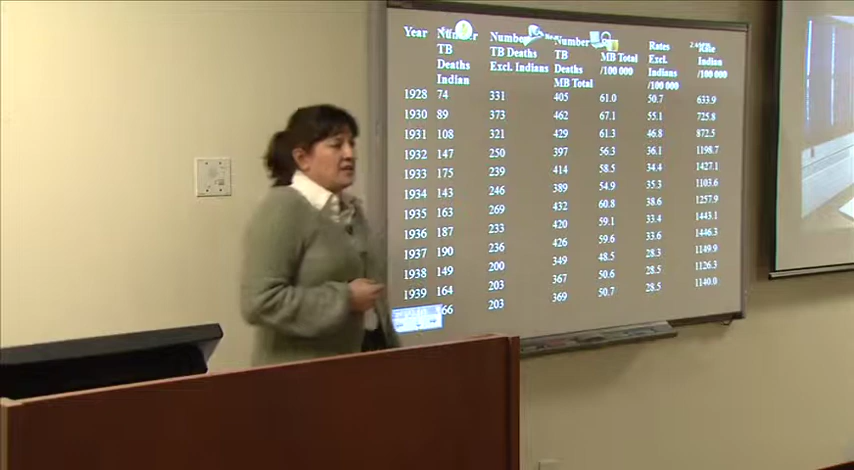 Year Number Number Number MB Total Rates Rate
TB TB Deaths TB /100 000 Excl. Indian
Deaths Excl. Indians Deaths Indians /100 000
Indian MB Total /100 000
1928 74 331 405 61.0 50.7 633.9
1930 89 373 462 67.1 55.1 725.8
1931 108 321 429 61.3 46.8 872.5
1932 147 250 397 56.3 36.1 1198.7
1933 175 239 414 58.5 34.4 1427.1
1934 143 246 389 54.9 35.3 1103.6
1935 163 269 432 60.8 38.6 1257.9
1936 187 233 420 59.1 33.4 1443.1
1937 190 236 426 59.6 33.6 1446.3
1938 149 200 349 48.5 28.3 1149.9
1939 164 203 367 50.6 28.5 1126.3
66 203 369 50.7 28.5 1140.0